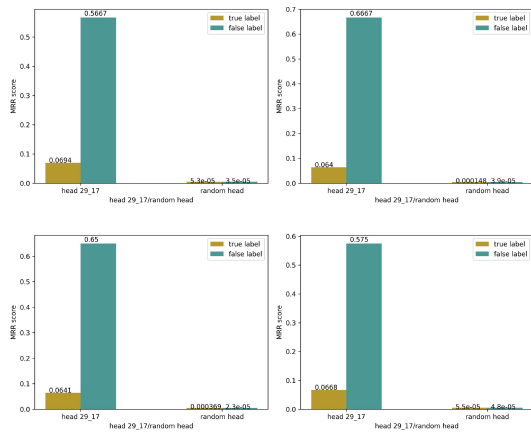 0.5667
true label
false label
0.5
0.4
0.3
0.2
0.1
0.0
MRR score
0.0694
5.3e-05
3.5e-05
head 29_17
random head
head 29_17/random head
0.7
0.6667
true label
false label
0.6
0.5
0.4
0.3
0.2
0.1
0.0
MRR score
0.064
0.000148
3.9e-05
head 29_17
random head
head 29_17/random head
0.65
true label
false label
0.6
0.5
0.4
0.3
0.2
0.1
0.0
MRR score
0.0641
0.000369
2.3e-05
head 29_17
random head
head 29_17/random head
0.6
0.575
true label
false label
0.5
0.4
0.3
0.2
0.1
0.0
MRR score
0.0668
5.5e-05
4.8e-05
head 29_17
random head
head 29_17/random head